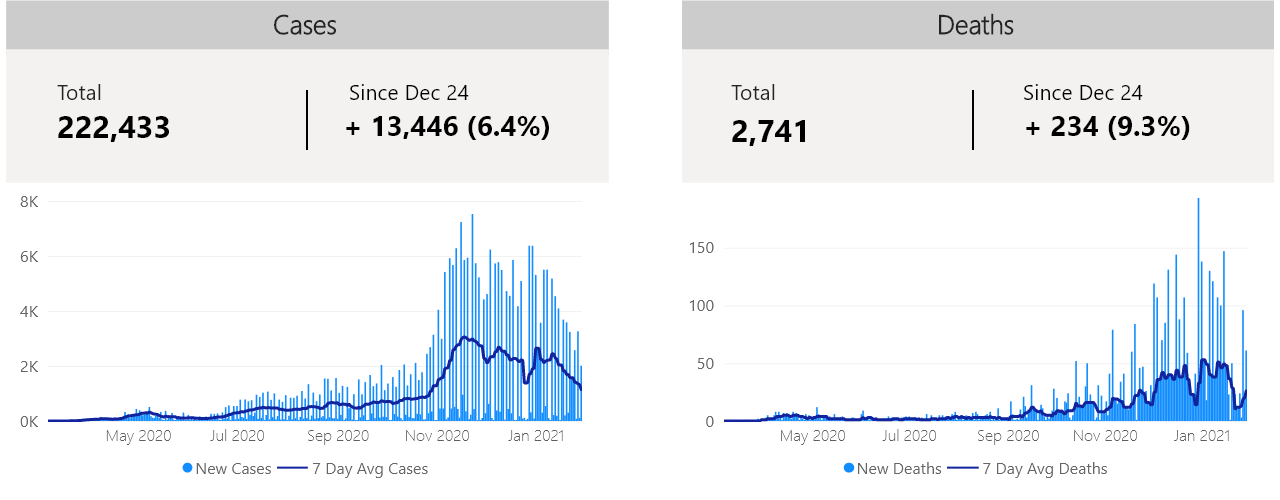 Cases
Total
222,433
Since Dec 24
+ 13,446 (6.4%)
8K
6K
4K
2K
0K
May 2020 Jul 2020 Sep 2020 Nov 2020 Jan 2021
New Cases 7 Day Avg Cases
Deaths
Total
2,741
Since Dec 24
+ 234 (9.3%)
150
100
50
0
May 2020 Jul 2020 Sep 2020 Nov 2020 Jan 2021
New Deaths 7 Day Avg Deaths